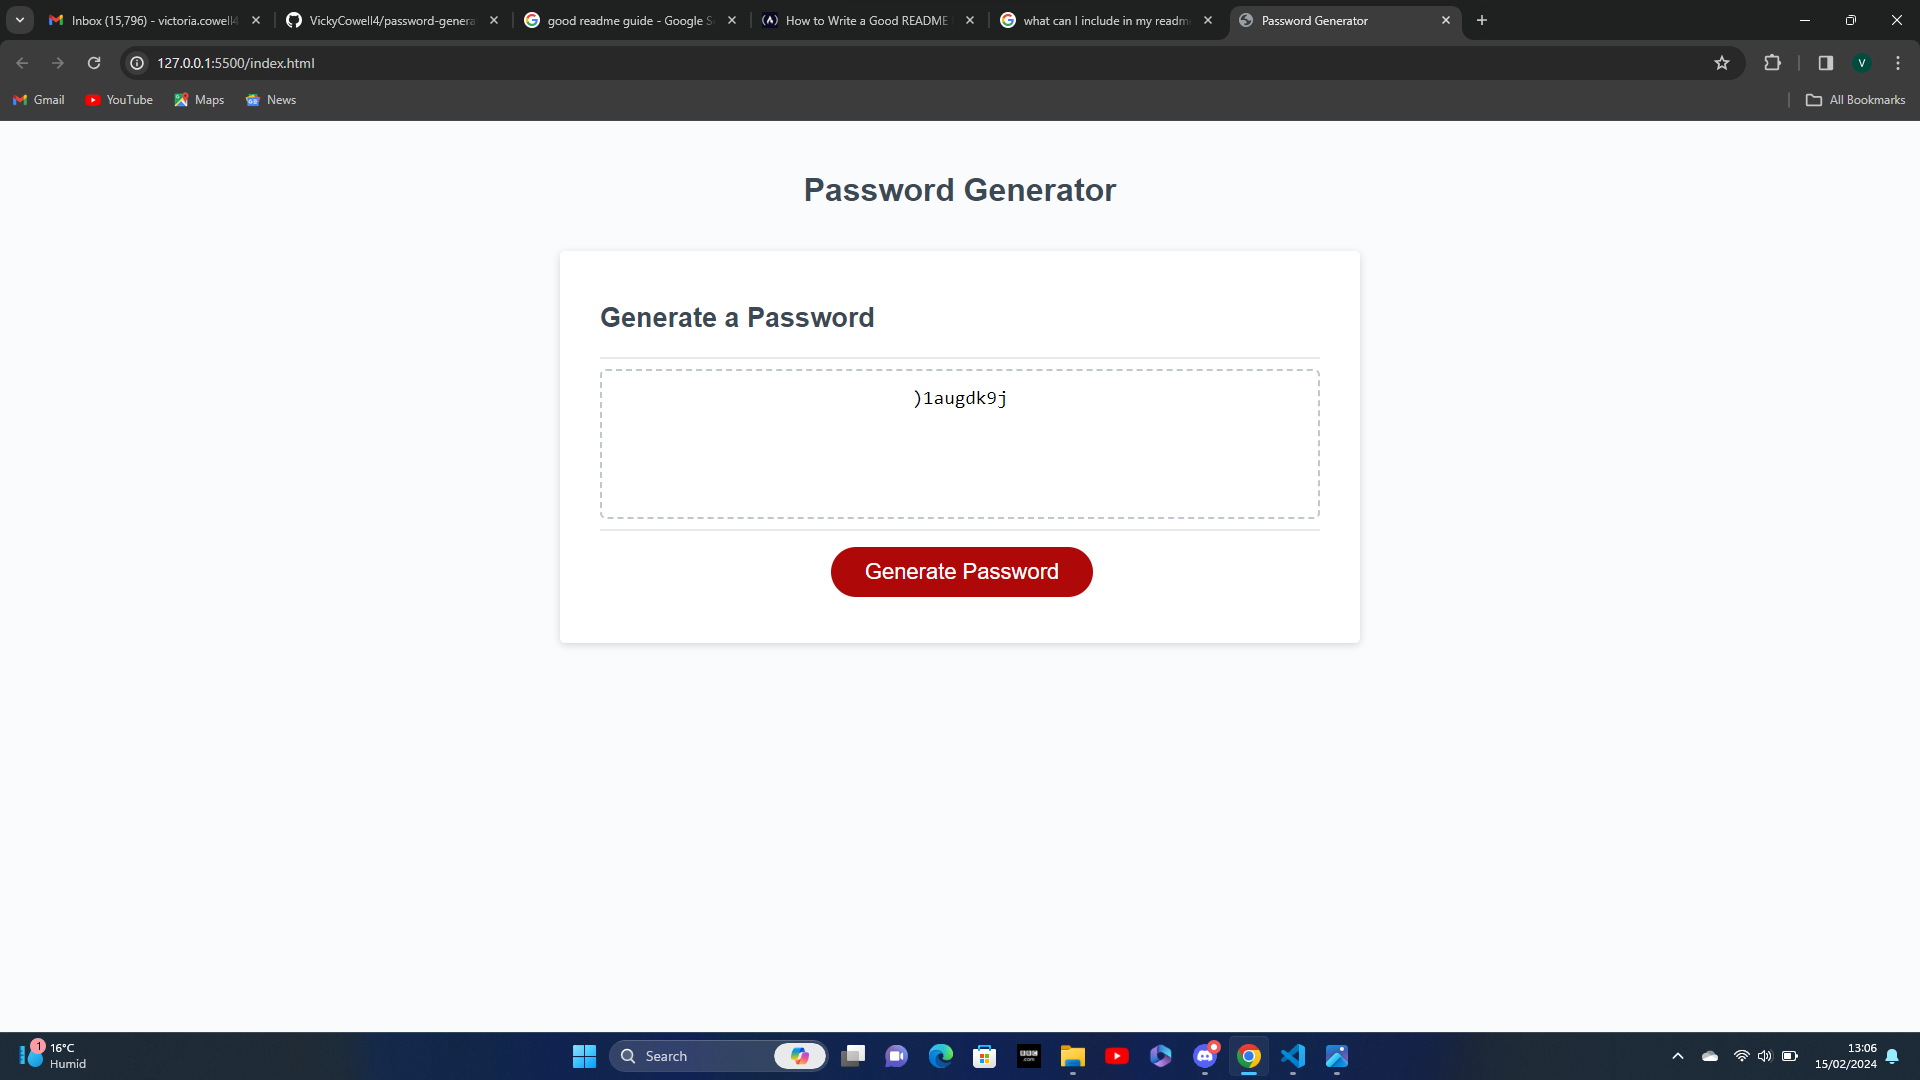 Inbox (15,796) - victoria.cowell4
VickyCowell4/password-genera
good readme guide - Google S
How to Write a Good README
what can I include in my readm
Password Generator
127.0.0.1:5500/index.html
V
Gmail
YouTube
Maps
News
All Bookmarks
Password Generator
Generate a Password
)1augdk9j
Generate Password
1
16°C
Humid
Search
BBC
.com
13:06
15/02/2024